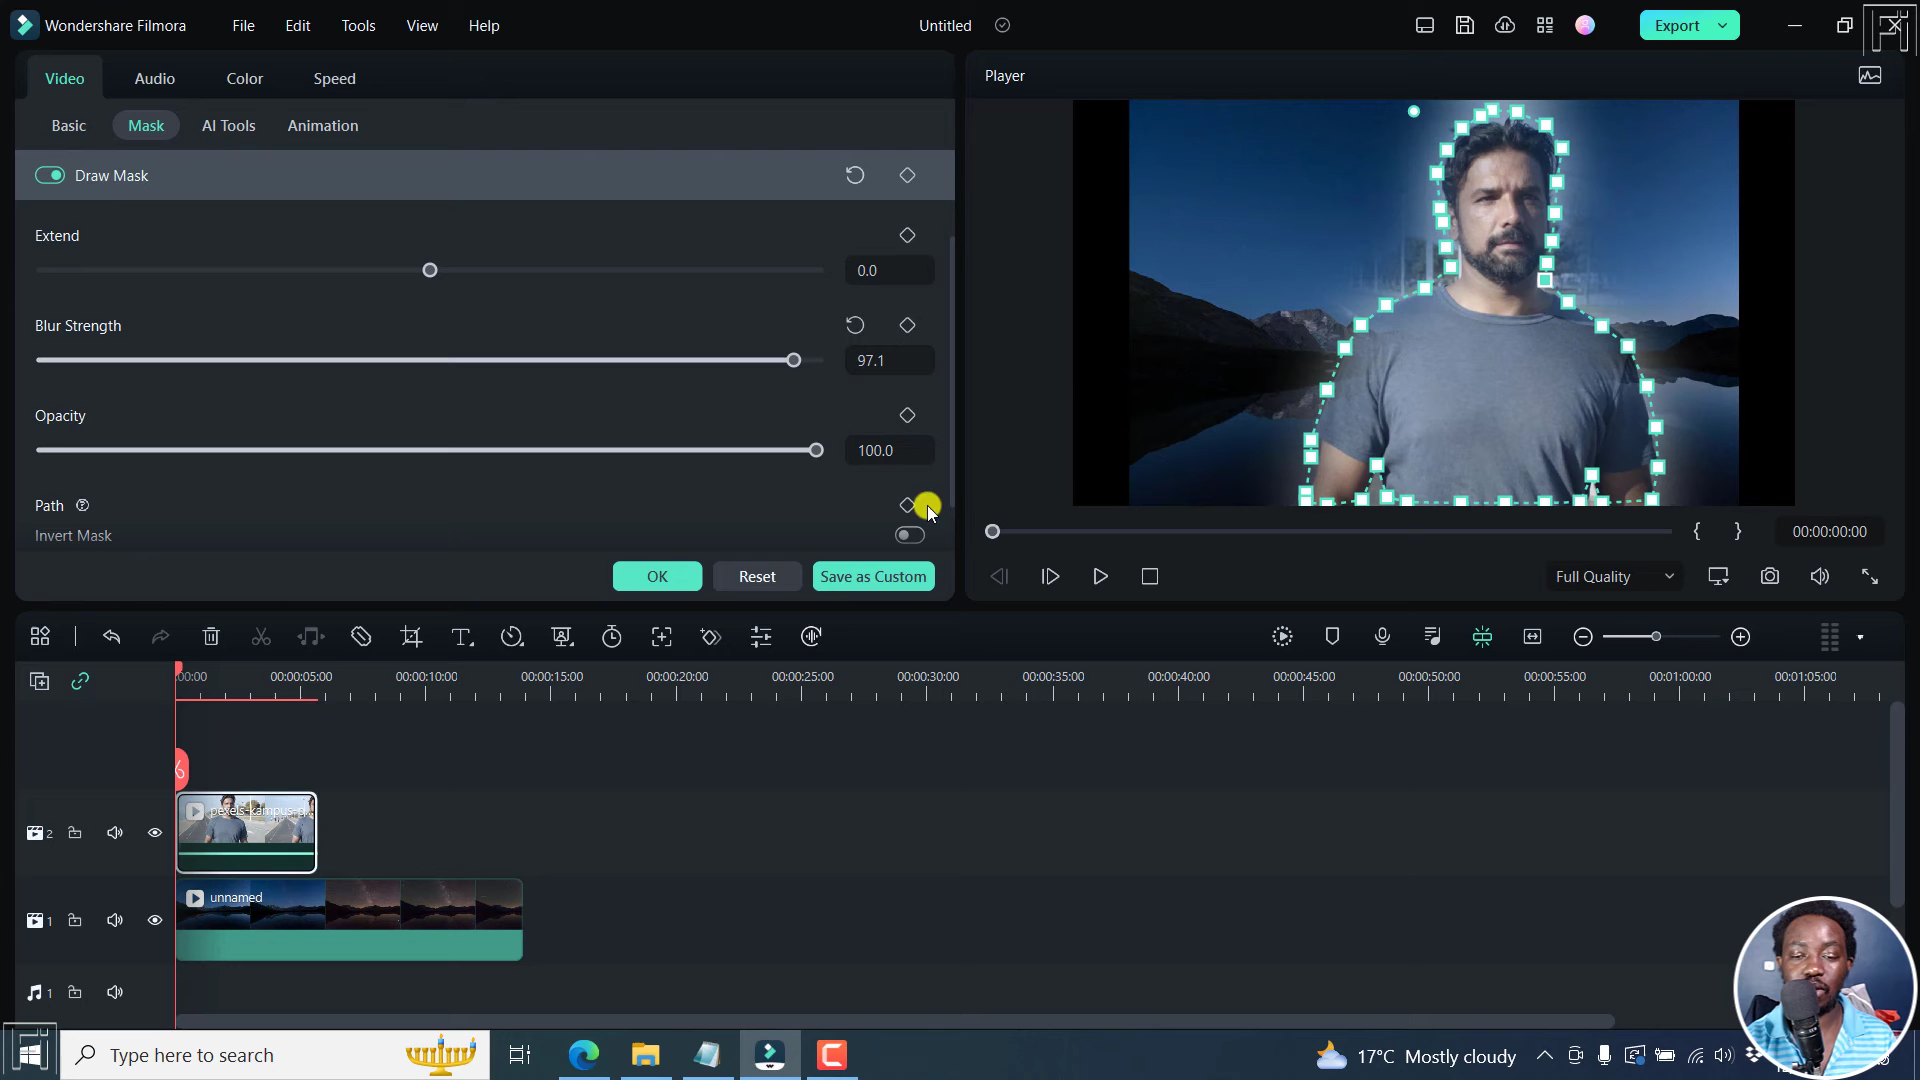 Wondershare Filmora File Edit Tools View Help Untitled Export
Video Audio Color Speed
Player
Basic Mask AI Tools Animation
Draw Mask
Extend
0.0
Blur Strength
97.1
Opacity
100.0
Path
Invert Mask
{ } 00:00:00:00
OK Reset Save as Custom
Full Quality
:00:00 00:00:05:00 00:00:10:00 00:00:15:00 00:00:20:00 00:00:25:00 00:00:30:00 00:00:35:00 00:00:40:00 00:00:45:00 00:00:50:00 00:00:55:00 00:01:00:00 00:01:05:00
2
unnamed
1
1
Type here to search
17°C Mostly cloudy